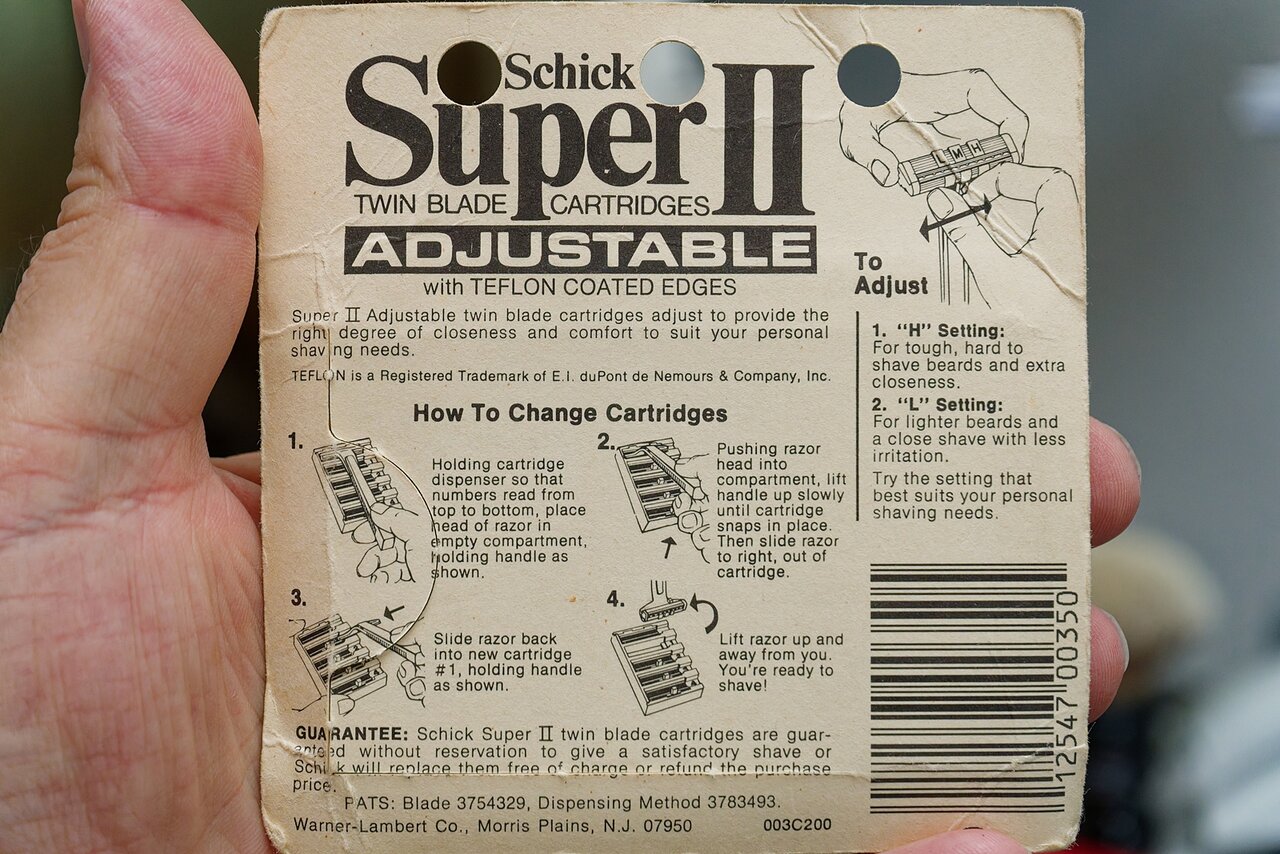 Schick
Super II
TWIN BLADE CARTRIDGES
ADJUSTABLE
with TEFLON COATED EDGES
Super II Adjustable twin blade cartridges adjust to provide the
right degree of closeness and comfort to suit your personal
shaving needs.
TEFLON is a Registered Trademark of E.I. duPont de Nemours & Company, Inc.
How To Change Cartridges
1.
Holding cartridge
dispenser so that
numbers read from
top to bottom, place
head of razor in
empty compartment,
holding handle as
shown.
2.
Pushing razor
head into
compartment, lift
handle up slowly
until cartridge
snaps in place.
Then slide razor
to right, out of
cartridge.
3.
Slide razor back
into new cartridge
#1, holding handle
as shown.
4.
Lift razor up and
away from you.
You're ready to
shave!
GUARANTEE: Schick Super II twin blade cartridges are guar-
anteed without reservation to give a satisfactory shave or
Schick will replace them free of charge or refund the purchase
price.
PATS: Blade 3754329, Dispensing Method 3783493.
Warner-Lambert Co., Morris Plains, N.J. 07950 003C200
L M H
To
Adjust
1. “H” Setting:
For tough, hard to
shave beards and extra
closeness.
2. “L” Setting:
For lighter beards and
a close shave with less
irritation.
Try the setting that
best suits your personal
shaving needs.
12547 00350